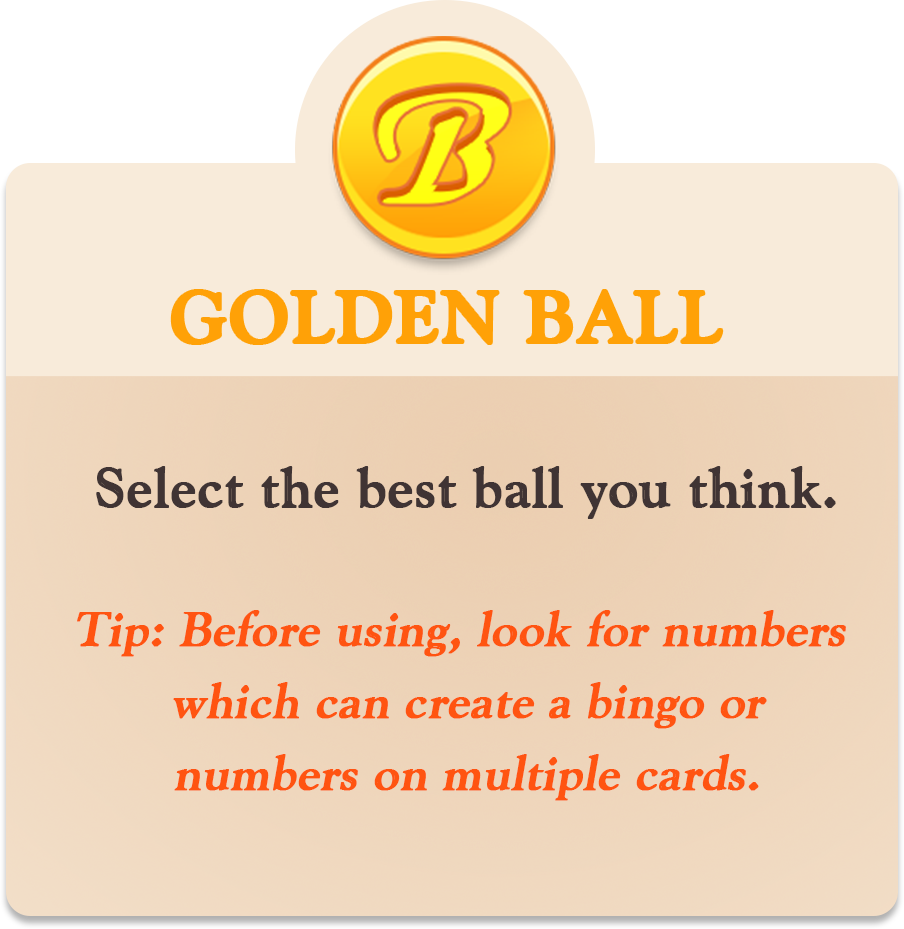 B
GOLDEN BALL
Select the best ball you think.
Tip: Before using, look for numbers
which can create a bingo or
numbers on multiple cards.